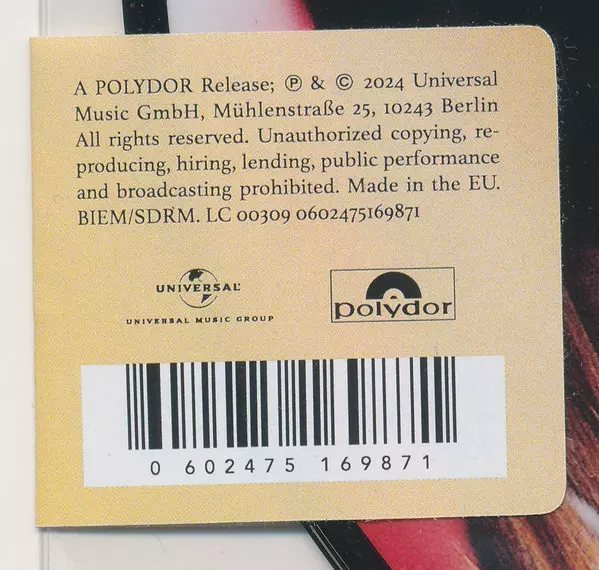 A POLYDOR Release; ℗ & © 2024 Universal
Music GmbH, Mühlenstraße 25, 10243 Berlin
All rights reserved. Unauthorized copying, re-
producing, hiring, lending, public performance
and broadcasting prohibited. Made in the EU.
BIEM/SDRM. LC 00309 0602475169871
UNIVERSAL
UNIVERSAL MUSIC GROUP
polydor
0 602475 169871